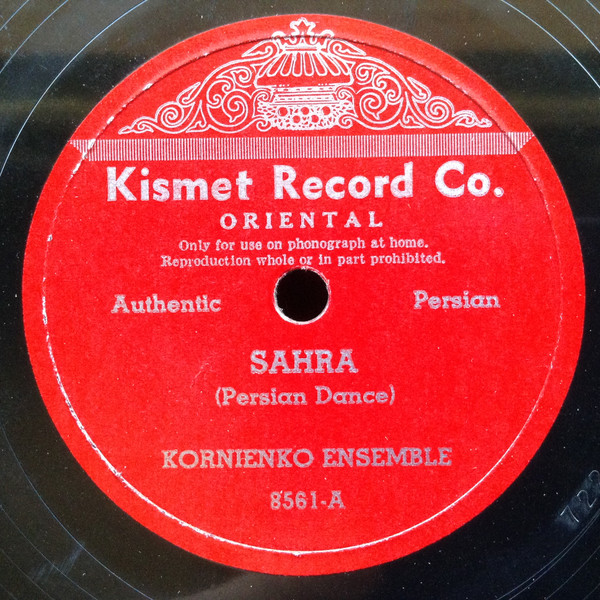 Kismet Record Co.
ORIENTAL
Only for use on phonograph at home.
Reproduction whole or in part prohibited.
Authentic Persian
SAHRA
(Persian Dance)
KORNIENKO ENSEMBLE
8561-A